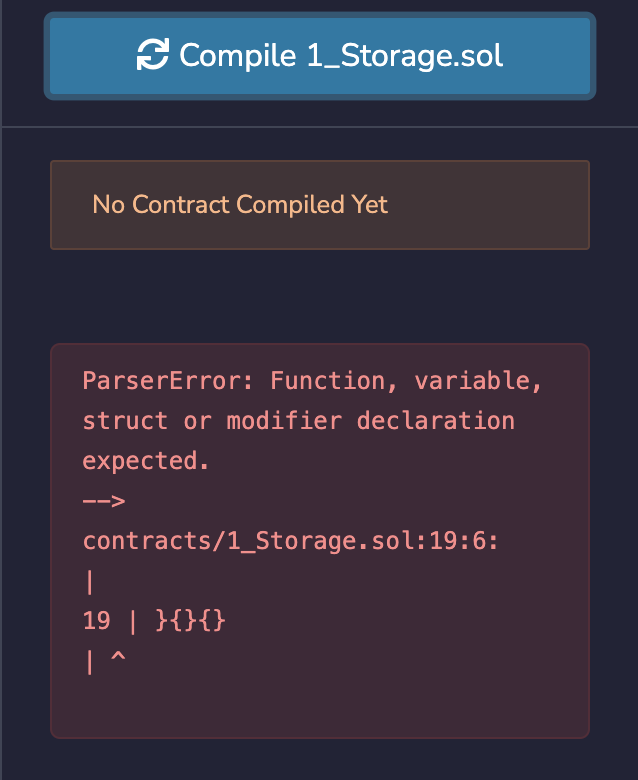 Compile 1_Storage.sol
No Contract Compiled Yet
ParserError: Function, variable,
struct or modifier declaration
expected.
-->
contracts/1_Storage.sol:19:6:
|
19 | }{}{}
| ^